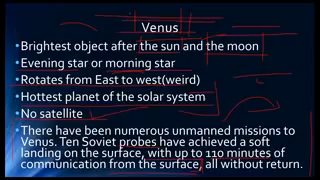 Venus
•Brightest object after the sun and the moon
•Evening star or morning star
•Rotates from East to west(weird)
•Hottest planet of the solar system
•No satellite
•There have been numerous unmanned missions to
Venus. Ten Soviet probes have achieved a soft
landing on the surface, with up to 110 minutes of
communication from the surface, all without return.